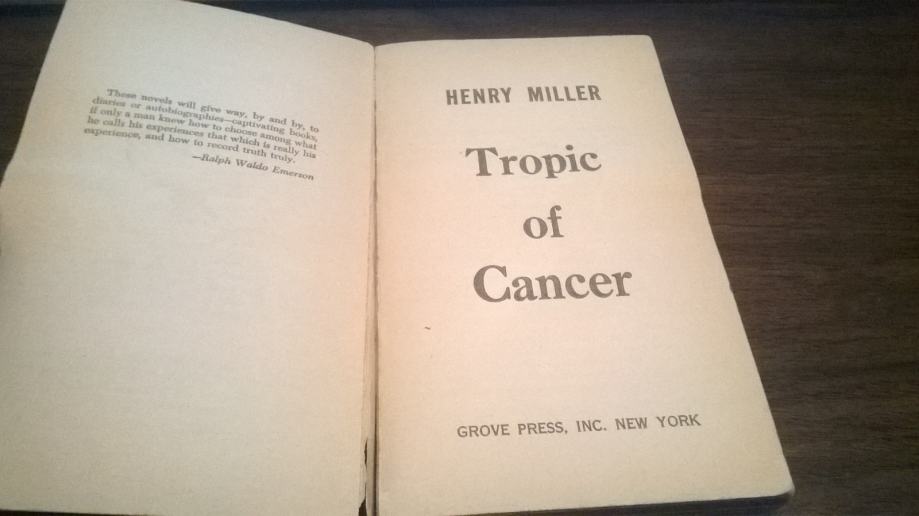 These novels will give way, by and by, to
diaries or autobiographies—captivating books,
if only a man knew how to choose among what
he calls his experiences that which is really his
experience, and how to record truth truly.
—Ralph Waldo Emerson
HENRY MILLER
Tropic
of
Cancer
GROVE PRESS, INC. NEW YORK